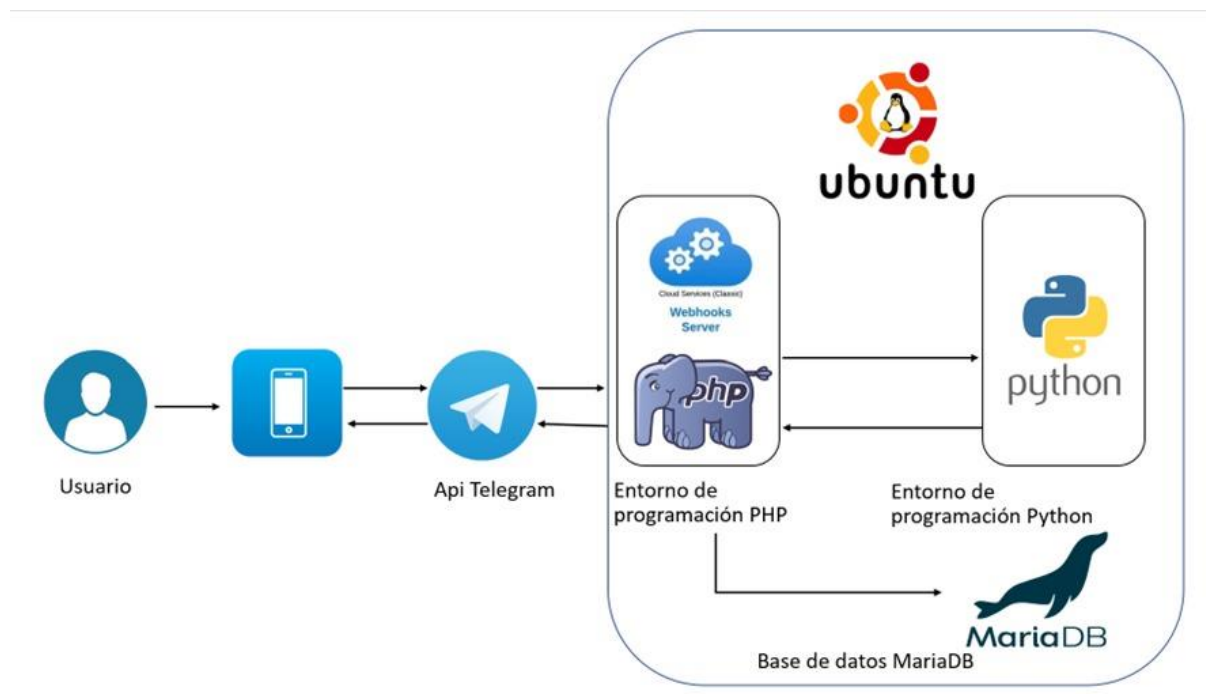 ubuntu
Cloud Services (Classic)
Webhooks
Server
php
python
Usuario
Api Telegram
Entorno de
programación PHP
Entorno de
programación Python
MariaDB
Base de datos MariaDB